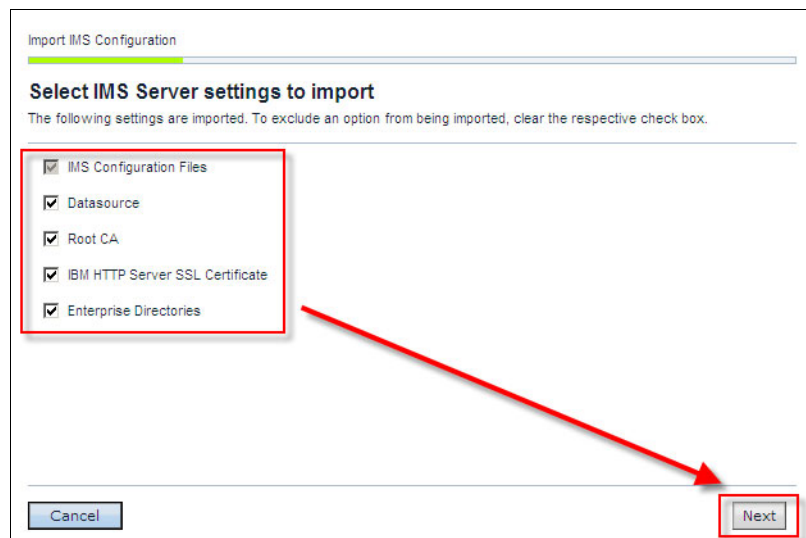 Import IMS Configuration
Select IMS Server settings to import
The following settings are imported. To exclude an option from being imported, clear the respective check box.
IMS Configuration Files
Datasource
Root CA
IBM HTTP Server SSL Certificate
Enterprise Directories
Cancel
Next